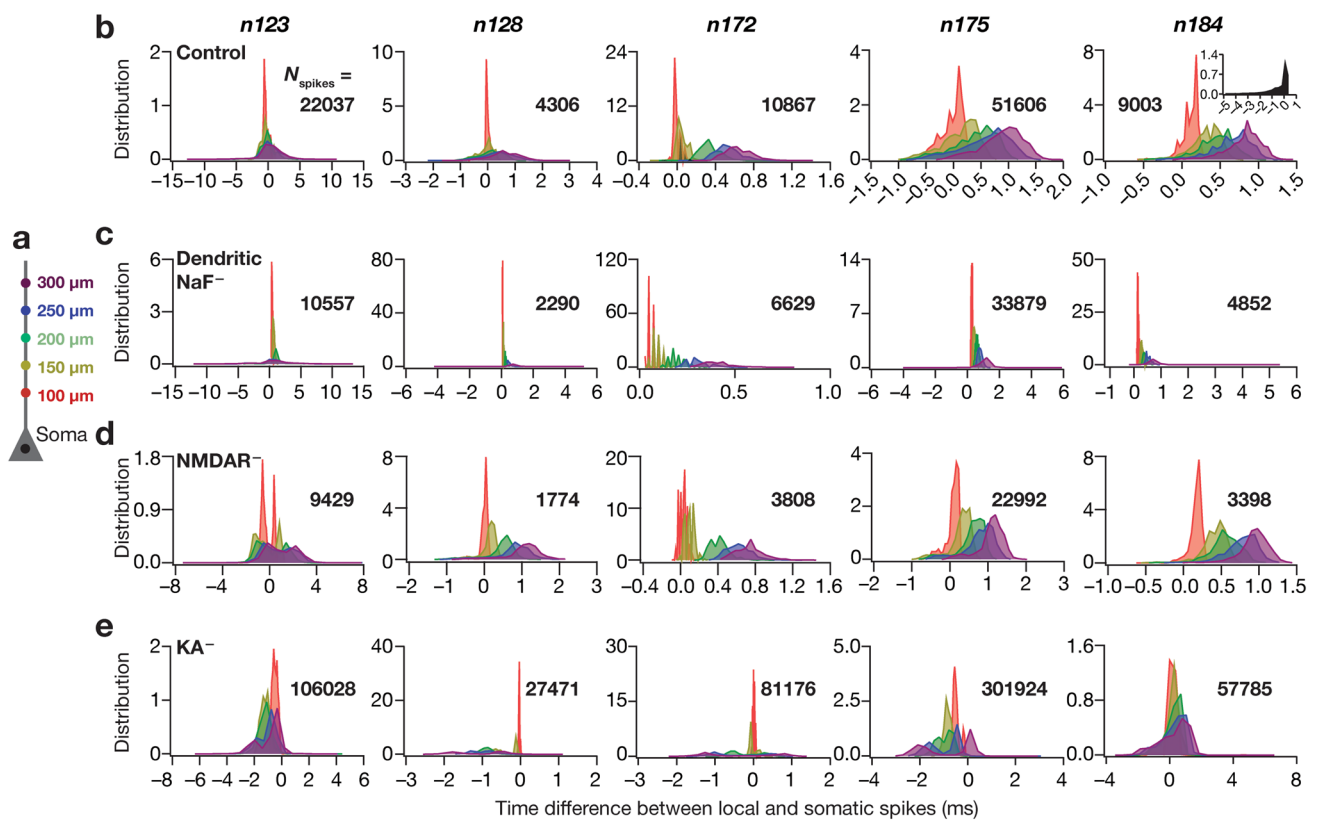 b n123 n128 n172 n175 n184
Control
Distribution
2 1 0
N spikes =
22037
−15 −10 −5 0 5 10 15
10 5 0
4306
−3 −2 −1 0 1 2 3 4
24 12 0
10867
−0.4 0.0 0.4 0.8 1.2 1.6
4 2 0
51606
−1.5 −1.0 −0.5 0.0 0.5 1.0 1.5 2.0
8 4 0
9003
1.4 0.7 0.0
−5 −4 −3 −2 −1 0 1
−1.0 −0.5 0.0 0.5 1.0 1.5
a
300 µm
250 µm
200 µm
150 µm
100 µm
Soma
c
Dendritic
NaF−
Distribution
6 3 0
10557
−15 −10 −5 0 5 10 15
80 40 0
2290
−6 −4 −2 0 2 4 6
120 60 0
6629
0.0 0.5 1.0
14 7 0
33879
−6 −4 −2 0 2 4 6
50 25 0
4852
−1 0 1 2 3 4 5 6
d
NMDAR−
Distribution
1.8 0.9 0.0
9429
−8 −4 0 4 8
8 4 0
1774
−2 −1 0 1 2 3
20 10 0
3808
−0.4 0.0 0.4 0.8 1.2 1.6
4 2 0
22992
−2 −1 0 1 2 3
8 4 0
3398
−1.0 −0.5 0.0 0.5 1.0 1.5
e
KA−
Distribution
2 1 0
106028
−8 −6 −4 −2 0 2 4 6
40 20 0
27471
−3 −2 −1 0 1 2
30 15 0
81176
−3 −2 −1 0 1 2
5.0 2.5 0.0
301924
−4 −2 0 2 4
1.6 0.8 0.0
57785
−4 0 4 8
Time difference between local and somatic spikes (ms)